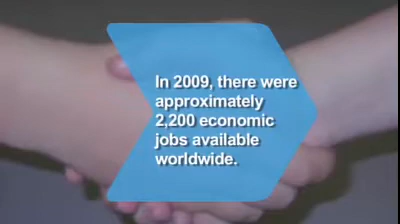 In 2009, there were
approximately
2,200 economic
jobs available
worldwide.